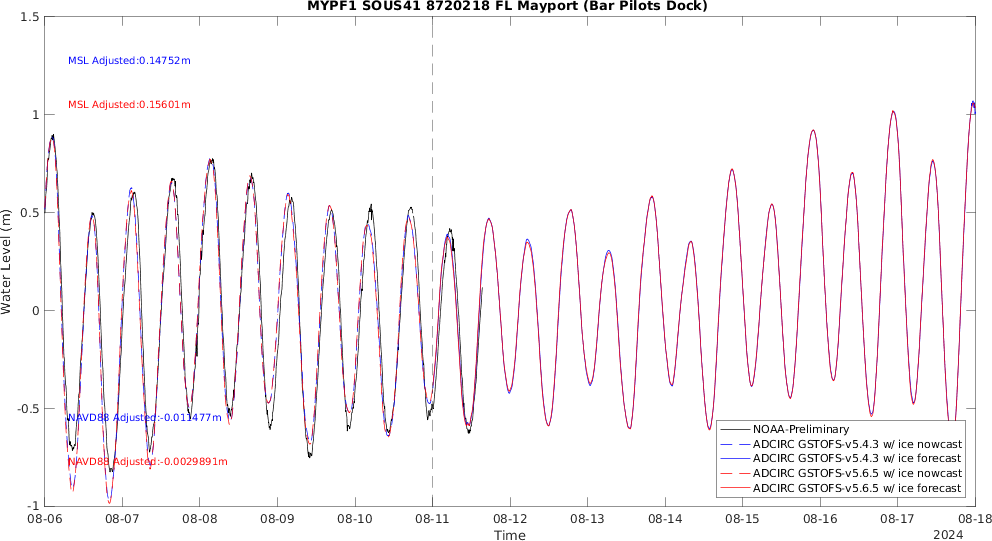 MYPF1 SOUS41 8720218 FL Mayport (Bar Pilots Dock)
1.5
1
0.5
0
-0.5
-1
Water Level (m)
MSL Adjusted:0.14752m
MSL Adjusted:0.15601m
NAVD88 Adjusted:-0.011477m
NAVD88 Adjusted:-0.0029891m
NOAA-Preliminary
ADCIRC GSTOFS-v5.4.3 w/ ice nowcast
ADCIRC GSTOFS-v5.4.3 w/ ice forecast
ADCIRC GSTOFS-v5.6.5 w/ ice nowcast
ADCIRC GSTOFS-v5.6.5 w/ ice forecast
08-06 08-07 08-08 08-09 08-10 08-11 08-12 08-13 08-14 08-15 08-16 08-17 08-18
Time
2024